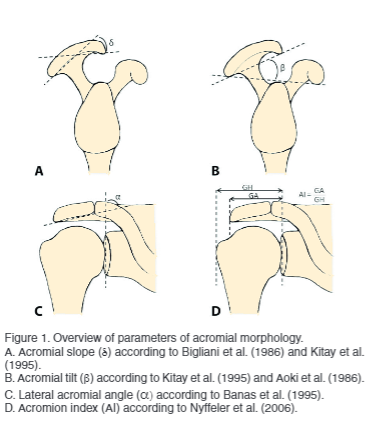 δ
β
A
B
GH
GA
α
AI = GA
GH
C
D
Figure 1. Overview of parameters of acromial morphology.
A. Acromial slope (δ) according to Bigliani et al. (1986) and Kitay et al.
(1995).
B. Acromial tilt (β) according to Kitay et al. (1995) and Aoki et al. (1986).
C. Lateral acromial angle (α) according to Banas et al. (1995).
D. Acromion index (AI) according to Nyffeler et al. (2006).